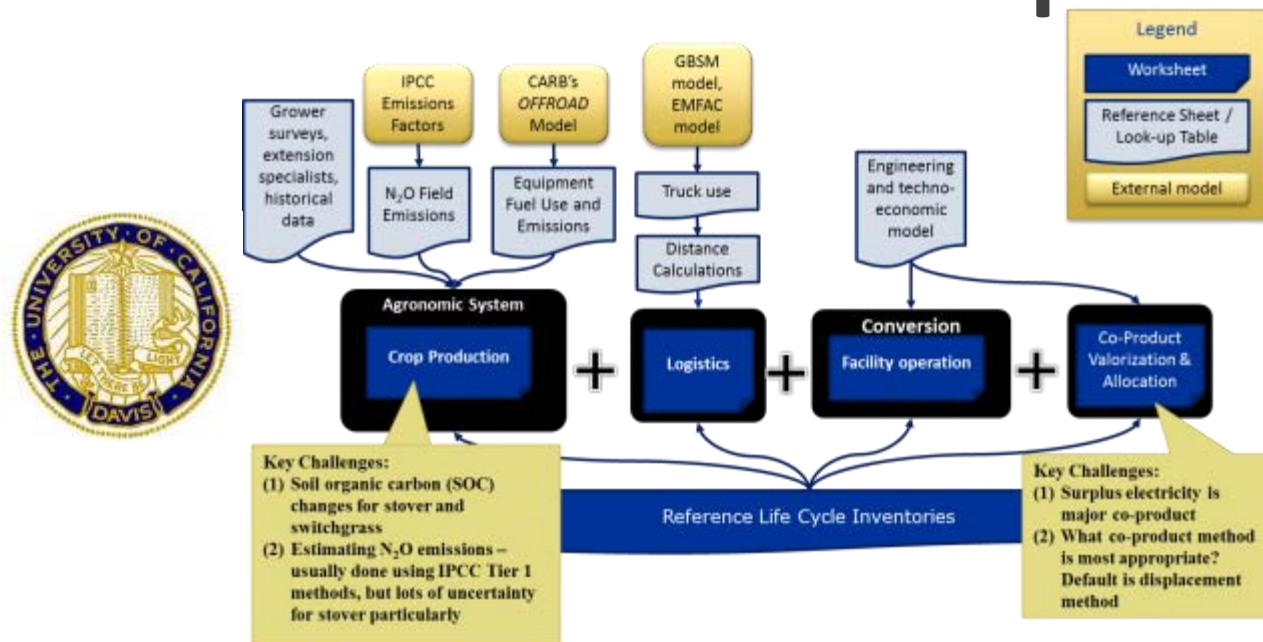 Legend
Worksheet
Reference Sheet /
Look-up Table
External model
Grower
surveys,
extension
specialists,
historical
data
IPCC
Emissions
Factors
N₂O Field
Emissions
CARB's
OFFROAD
Model
Equipment
Fuel Use and
Emissions
GBSM
model,
EMFAC
model
Truck use
Distance
Calculations
Engineering
and techno-
economic
model
Agronomic System
Crop Production
+
Logistics
+
Conversion
Facility operation
+
Co-Product
Valorization &
Allocation
Key Challenges:
(1) Soil organic carbon (SOC)
changes for stover and
switchgrass
(2) Estimating N₂O emissions –
usually done using IPCC Tier 1
methods, but lots of uncertainty
for stover particularly
Reference Life Cycle Inventories
Key Challenges:
(1) Surplus electricity is
major co-product
(2) What co-product method
is most appropriate?
Default is displacement
method
THE · UNIVERSITY · OF · CALIFORNIA
LET THERE BE LIGHT
DAVIS